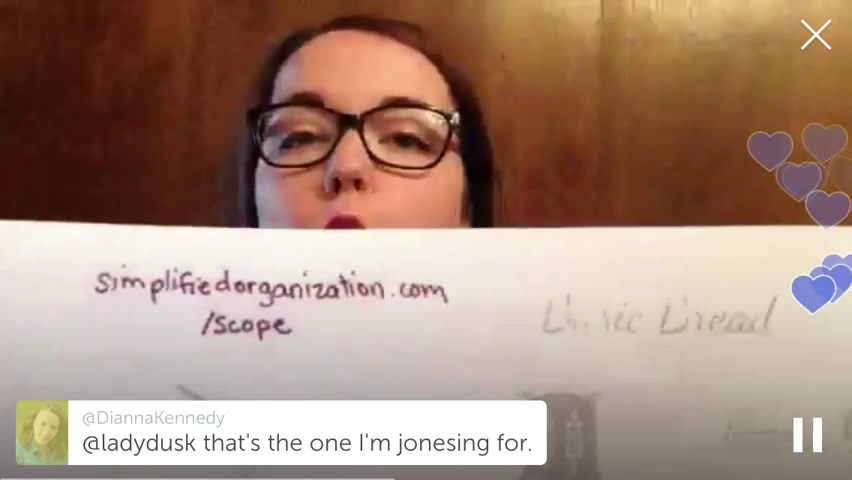 simplifiedorganization.com
/scope
@DiannaKennedy
@ladydusk that's the one I'm jonesing for.